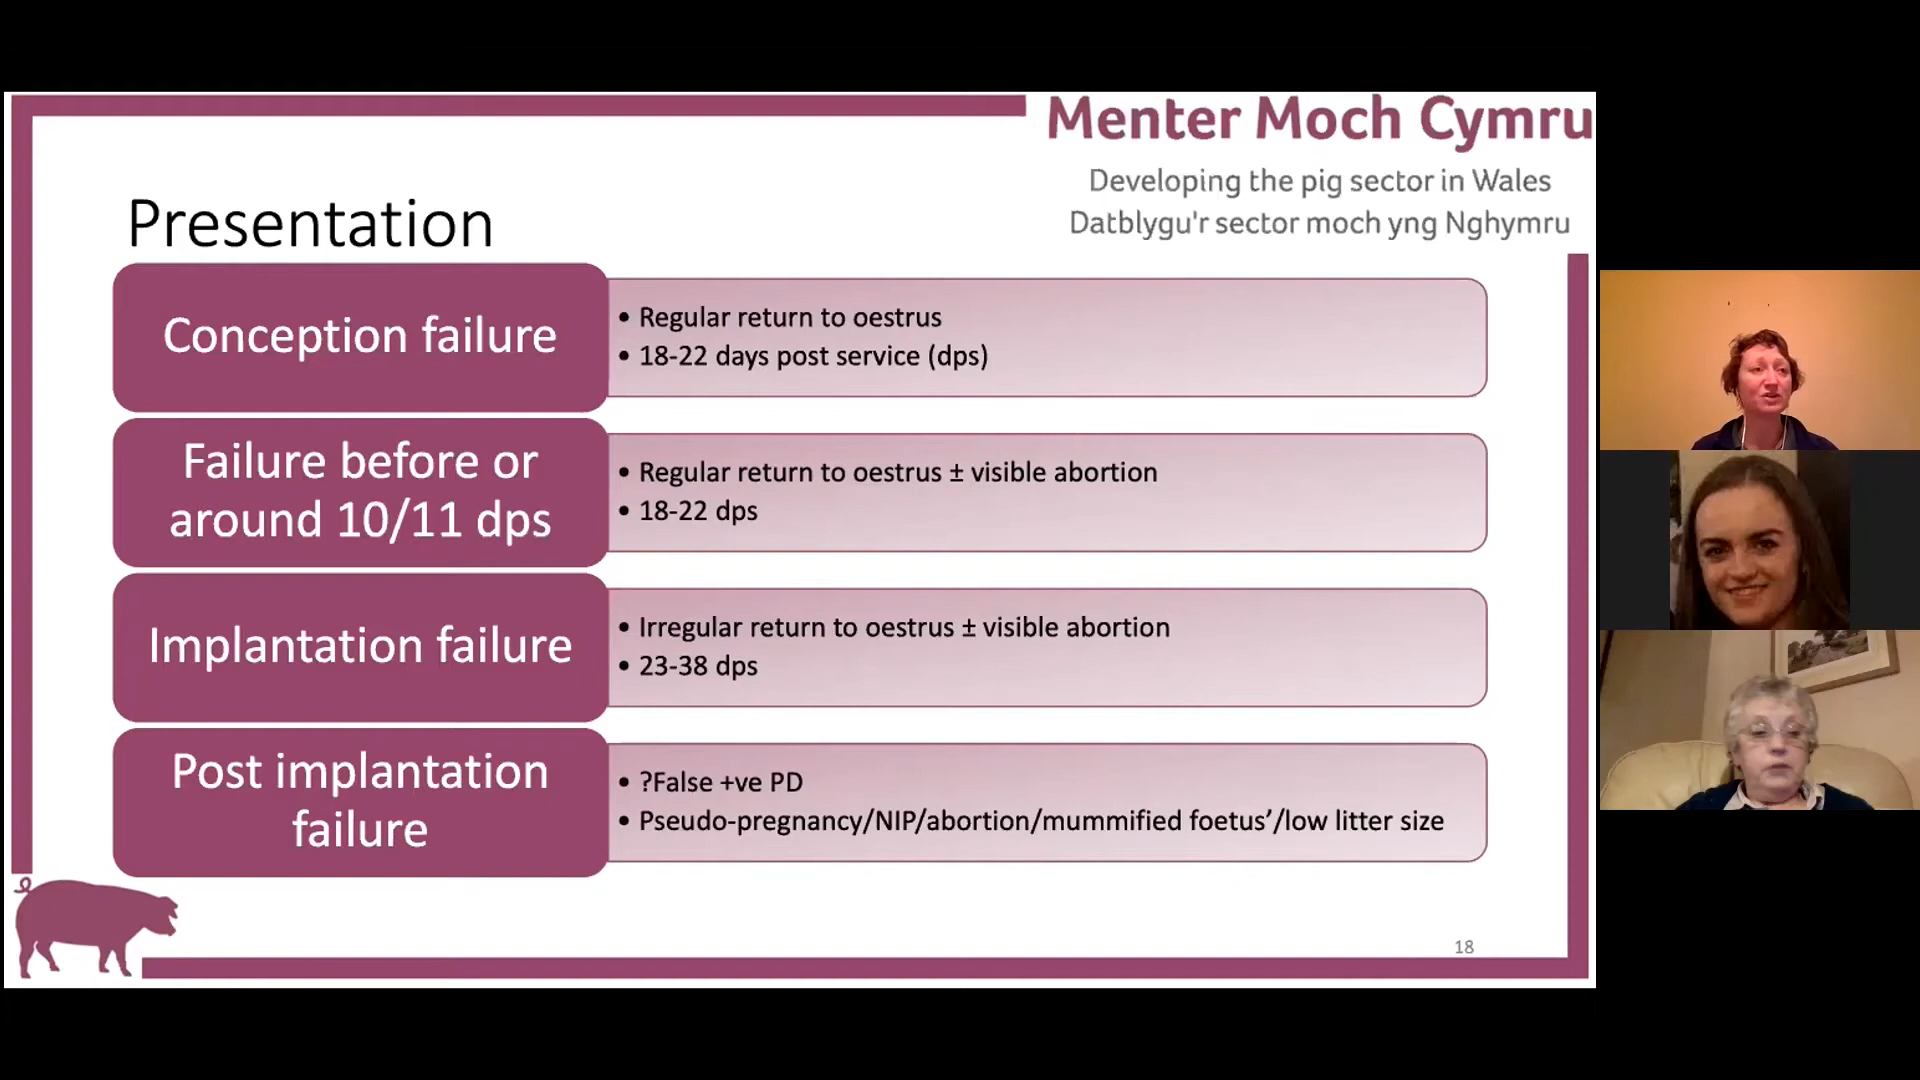 Menter Moch Cymru
Developing the pig sector in Wales
Datblygu'r sector moch yng Nghymru
Presentation
Conception failure
• Regular return to oestrus
• 18-22 days post service (dps)
Failure before or
around 10/11 dps
• Regular return to oestrus ± visible abortion
• 18-22 dps
Implantation failure
• Irregular return to oestrus ± visible abortion
• 23-38 dps
Post implantation
failure
• ?False +ve PD
• Pseudo-pregnancy/NIP/abortion/mummified foetus’/low litter size
18